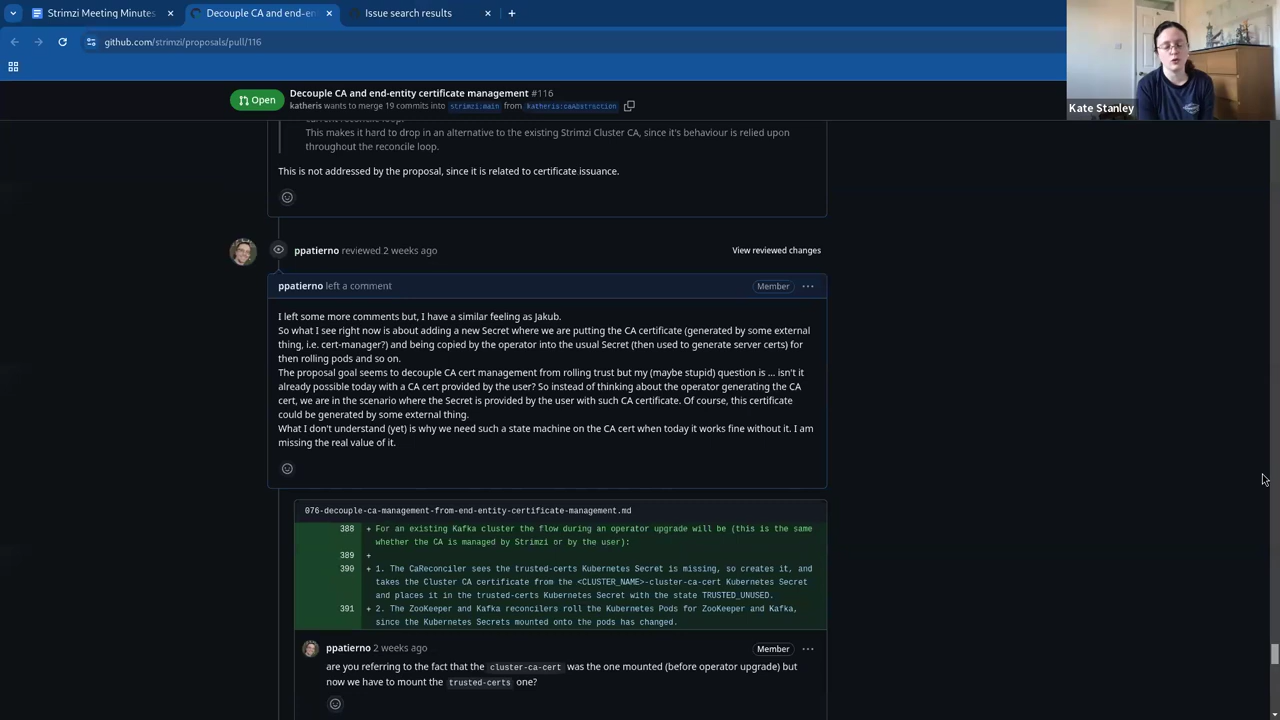 Strimzi Meeting Minutes
Decouple CA and end-en
Issue search results
github.com/strimzi/proposals/pull/116
Kate Stanley
Open
Decouple CA and end-entity certificate management #116
katheris wants to merge 19 commits into strimzi:main from katheris:caAbstraction
current reconcile loop.
This makes it hard to drop in an alternative to the existing Strimzi Cluster CA, since it's behaviour is relied upon
throughout the reconcile loop.
This is not addressed by the proposal, since it is related to certificate issuance.
ppatierno reviewed 2 weeks ago
View reviewed changes
ppatierno left a comment
Member
I left some more comments but, I have a similar feeling as Jakub.
So what I see right now is about adding a new Secret where we are putting the CA certificate (generated by some external
thing, i.e. cert-manager?) and being copied by the operator into the usual Secret (then used to generate server certs) for
then rolling pods and so on.
The proposal goal seems to decouple CA cert management from rolling trust but my (maybe stupid) question is ... isn't it
already possible today with a CA cert provided by the user? So instead of thinking about the operator generating the CA
cert, we are in the scenario where the Secret is provided by the user with such CA certificate. Of course, this certificate
could be generated by some external thing.
What I don't understand (yet) is why we need such a state machine on the CA cert when today it works fine without it. I am
missing the real value of it.
076-decouple-ca-management-from-end-entity-certificate-management.md
388 + For an existing Kafka cluster the flow during an operator upgrade will be (this is the same
whether the CA is managed by Strimzi or by the user):
389 +
390 + 1. The CaReconciler sees the trusted-certs Kubernetes Secret is missing, so creates it, and
takes the Cluster CA certificate from the <CLUSTER_NAME>-cluster-ca-cert Kubernetes Secret
and places it in the trusted-certs Kubernetes Secret with the state TRUSTED_UNUSED.
391 + 2. The ZooKeeper and Kafka reconcilers roll the Kubernetes Pods for ZooKeeper and Kafka,
since the Kubernetes Secrets mounted onto the pods has changed.
ppatierno 2 weeks ago
Member
are you referring to the fact that the cluster-ca-cert was the one mounted (before operator upgrade) but
now we have to mount the trusted-certs one?